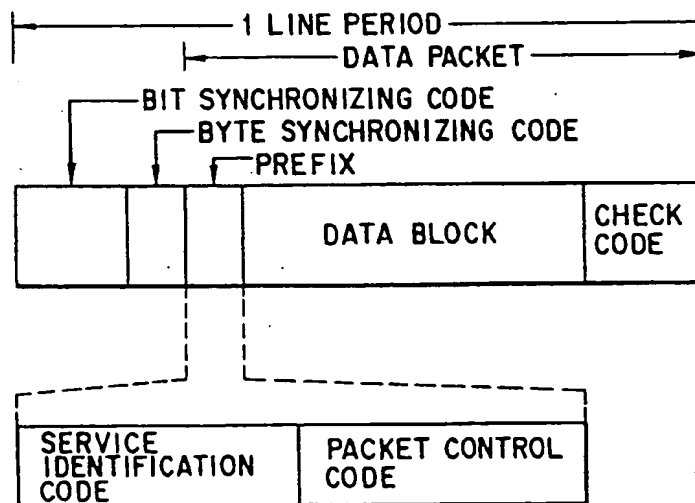 1 LINE PERIOD
DATA PACKET
BIT SYNCHRONIZING CODE
BYTE SYNCHRONIZING CODE
PREFIX
DATA BLOCK
CHECK
CODE
SERVICE
IDENTIFICATION
CODE
PACKET CONTROL
CODE